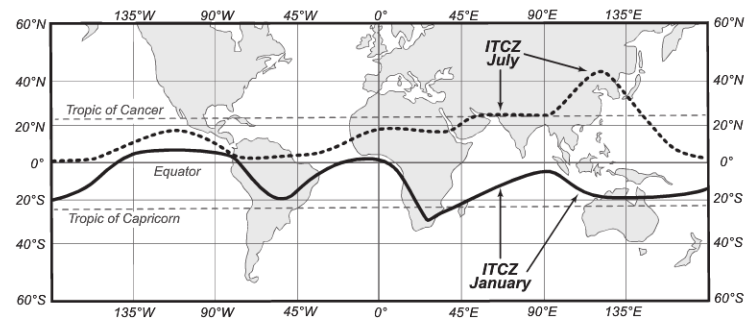 135°W 90°W 45°W 0° 45°E 90°E 135°E
60°N 60°N
ITCZ
July
40°N 40°N
Tropic of Cancer
20°N 20°N
0° 0°
Equator
20°S 20°S
Tropic of Capricorn
40°S 40°S
ITCZ
January
60°S 60°S
135°W 90°W 45°W 0° 45°E 90°E 135°E